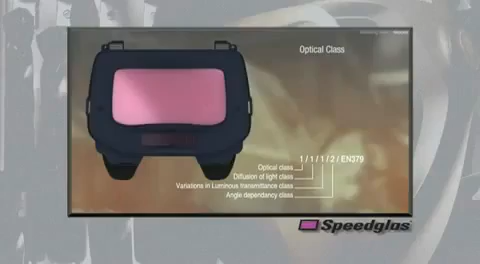 Optical Class
1 / 1 / 1 / 2 / EN379
Optical class
Diffusion of light class
Variations in Luminous transmittance class
Angle dependancy class
Speedglas